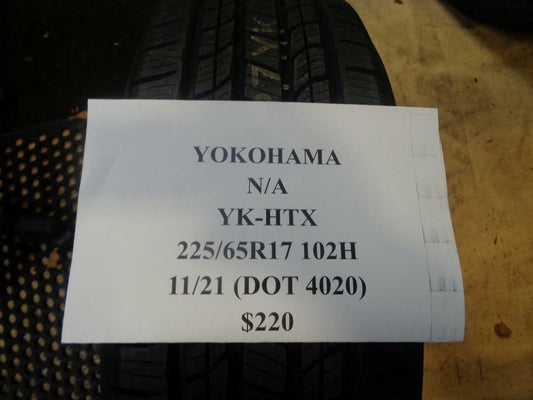 YOKOHAMA
N/A
YK-HTX
225/65R17 102H
11/21 (DOT 4020)
$220